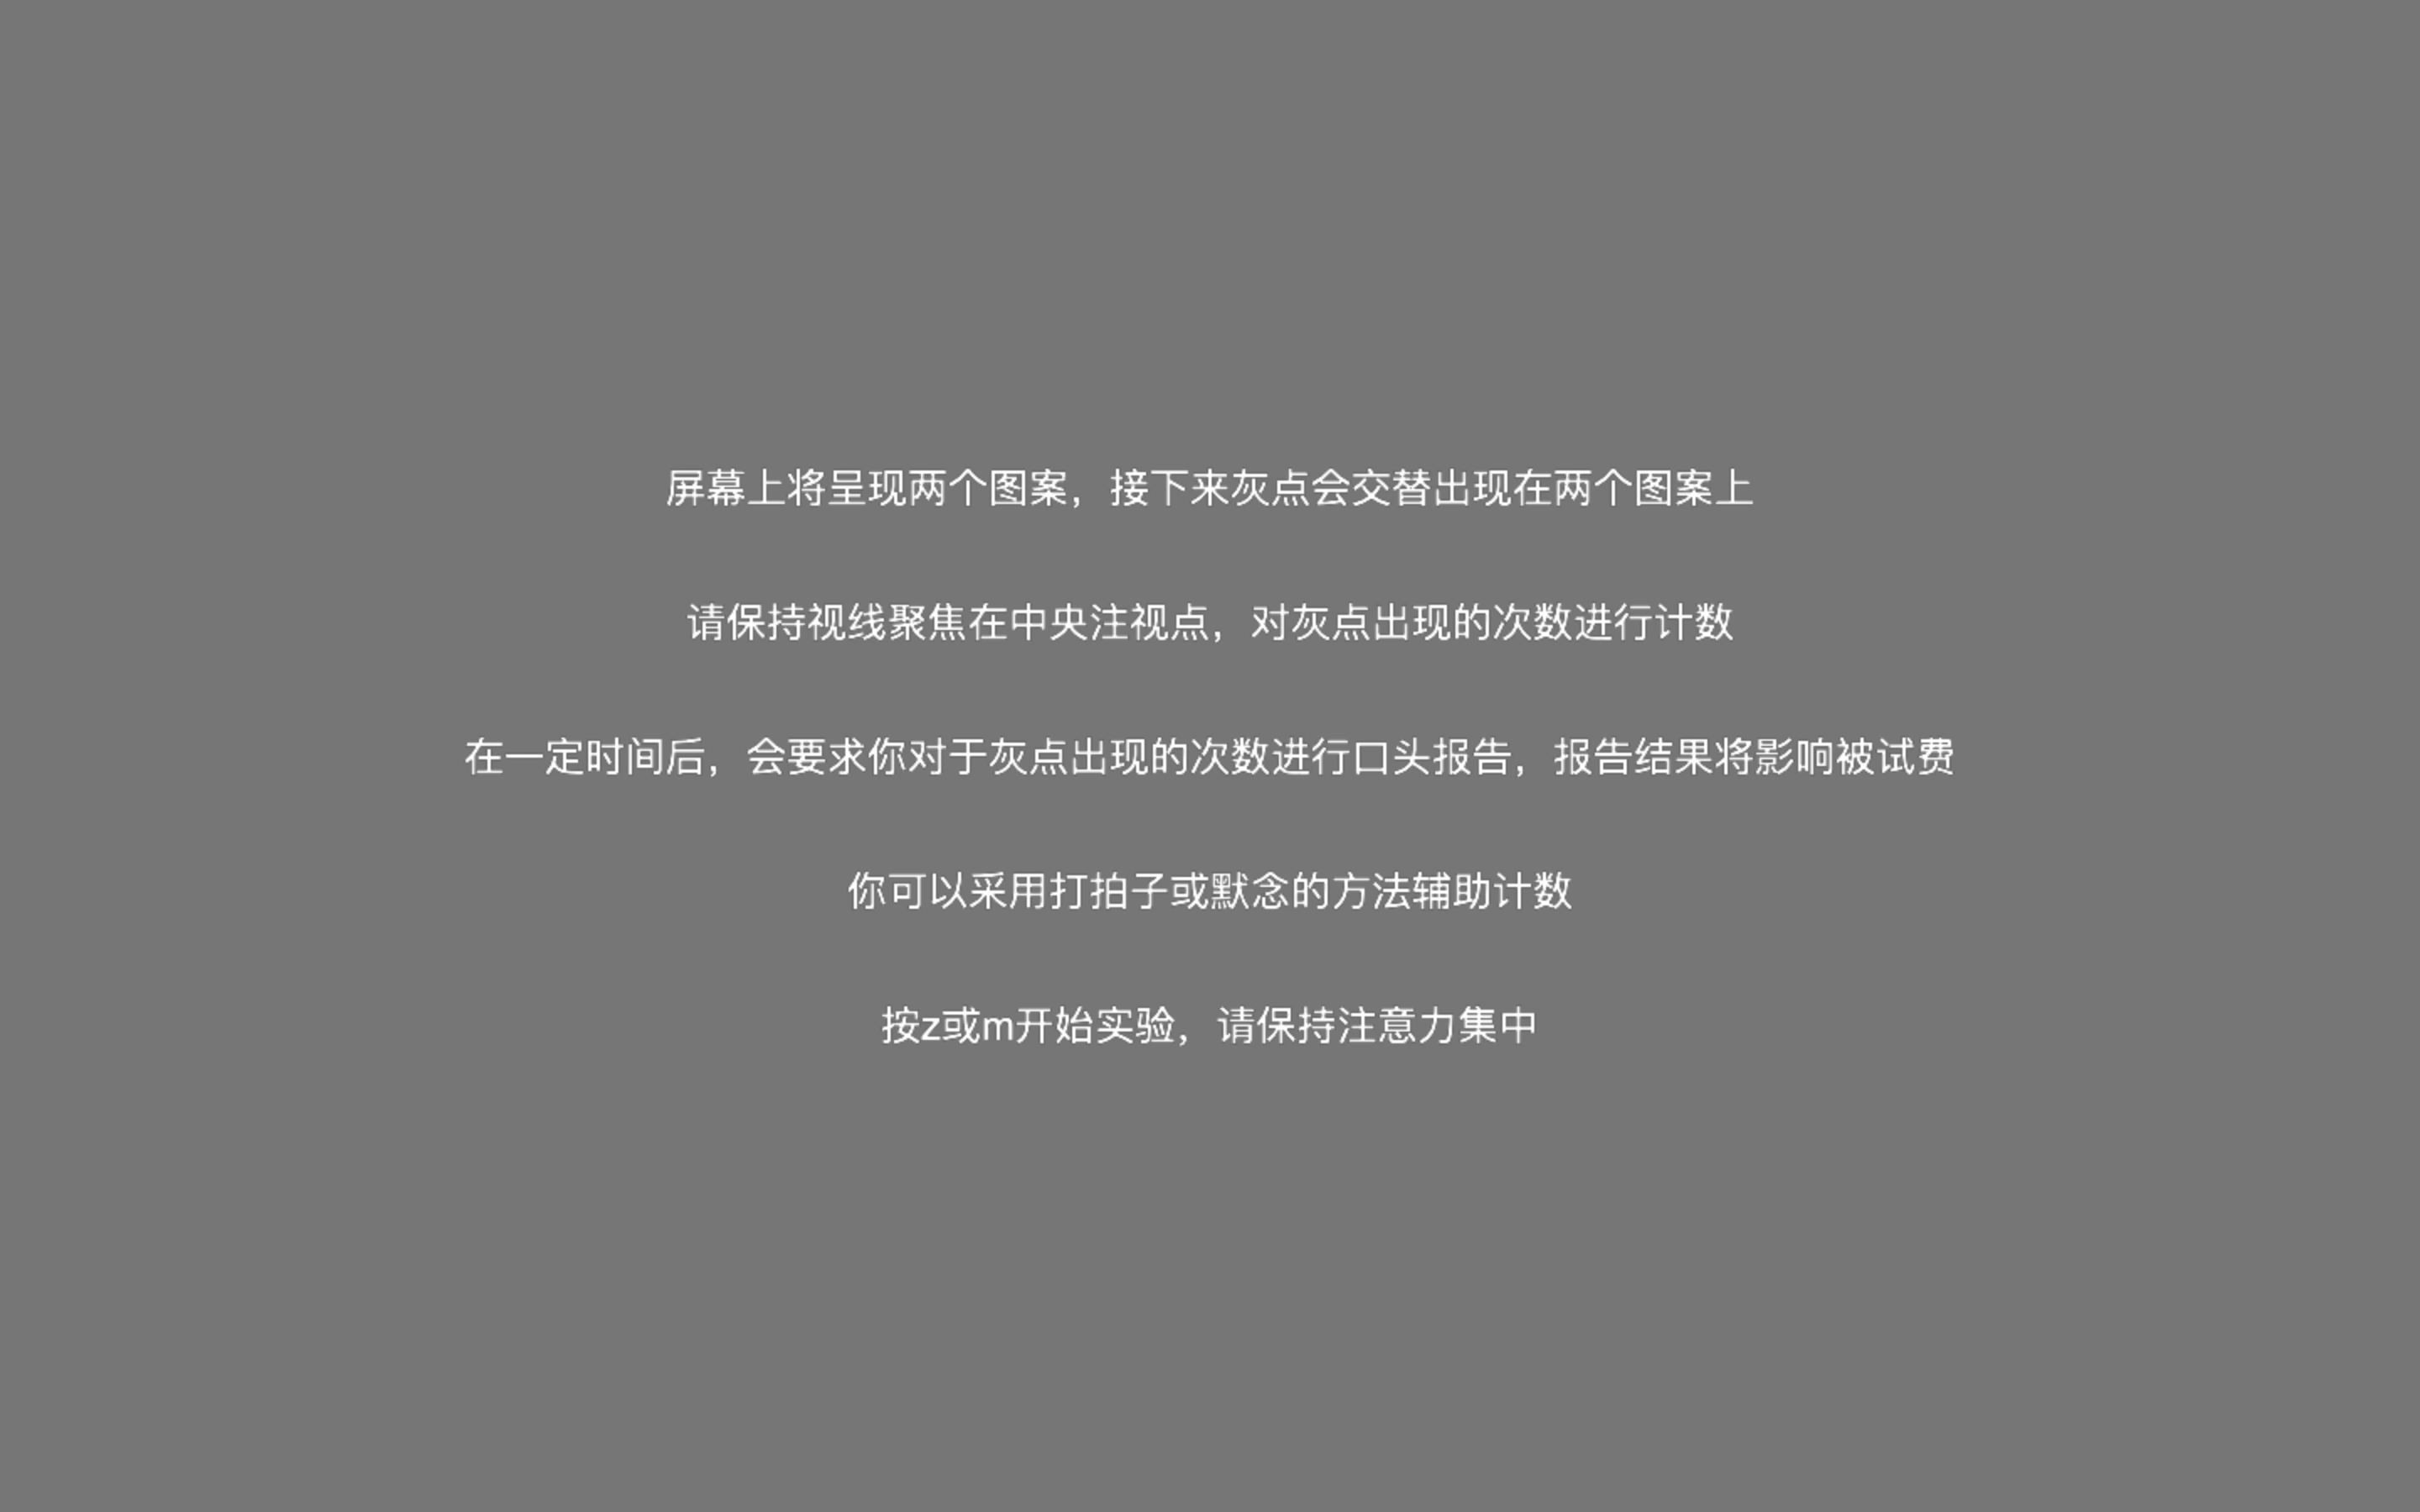 屏幕上将呈现两个图案，接下来灰点会交替出现在两个图案上
请保持视线聚焦在中央注视点，对灰点出现的次数进行计数
在一定时间后，会要求你对于灰点出现的次数进行口头报告，报告结果将影响被试费
你可以采用打拍子或默念的方法辅助计数
按z或m开始实验，请保持注意力集中